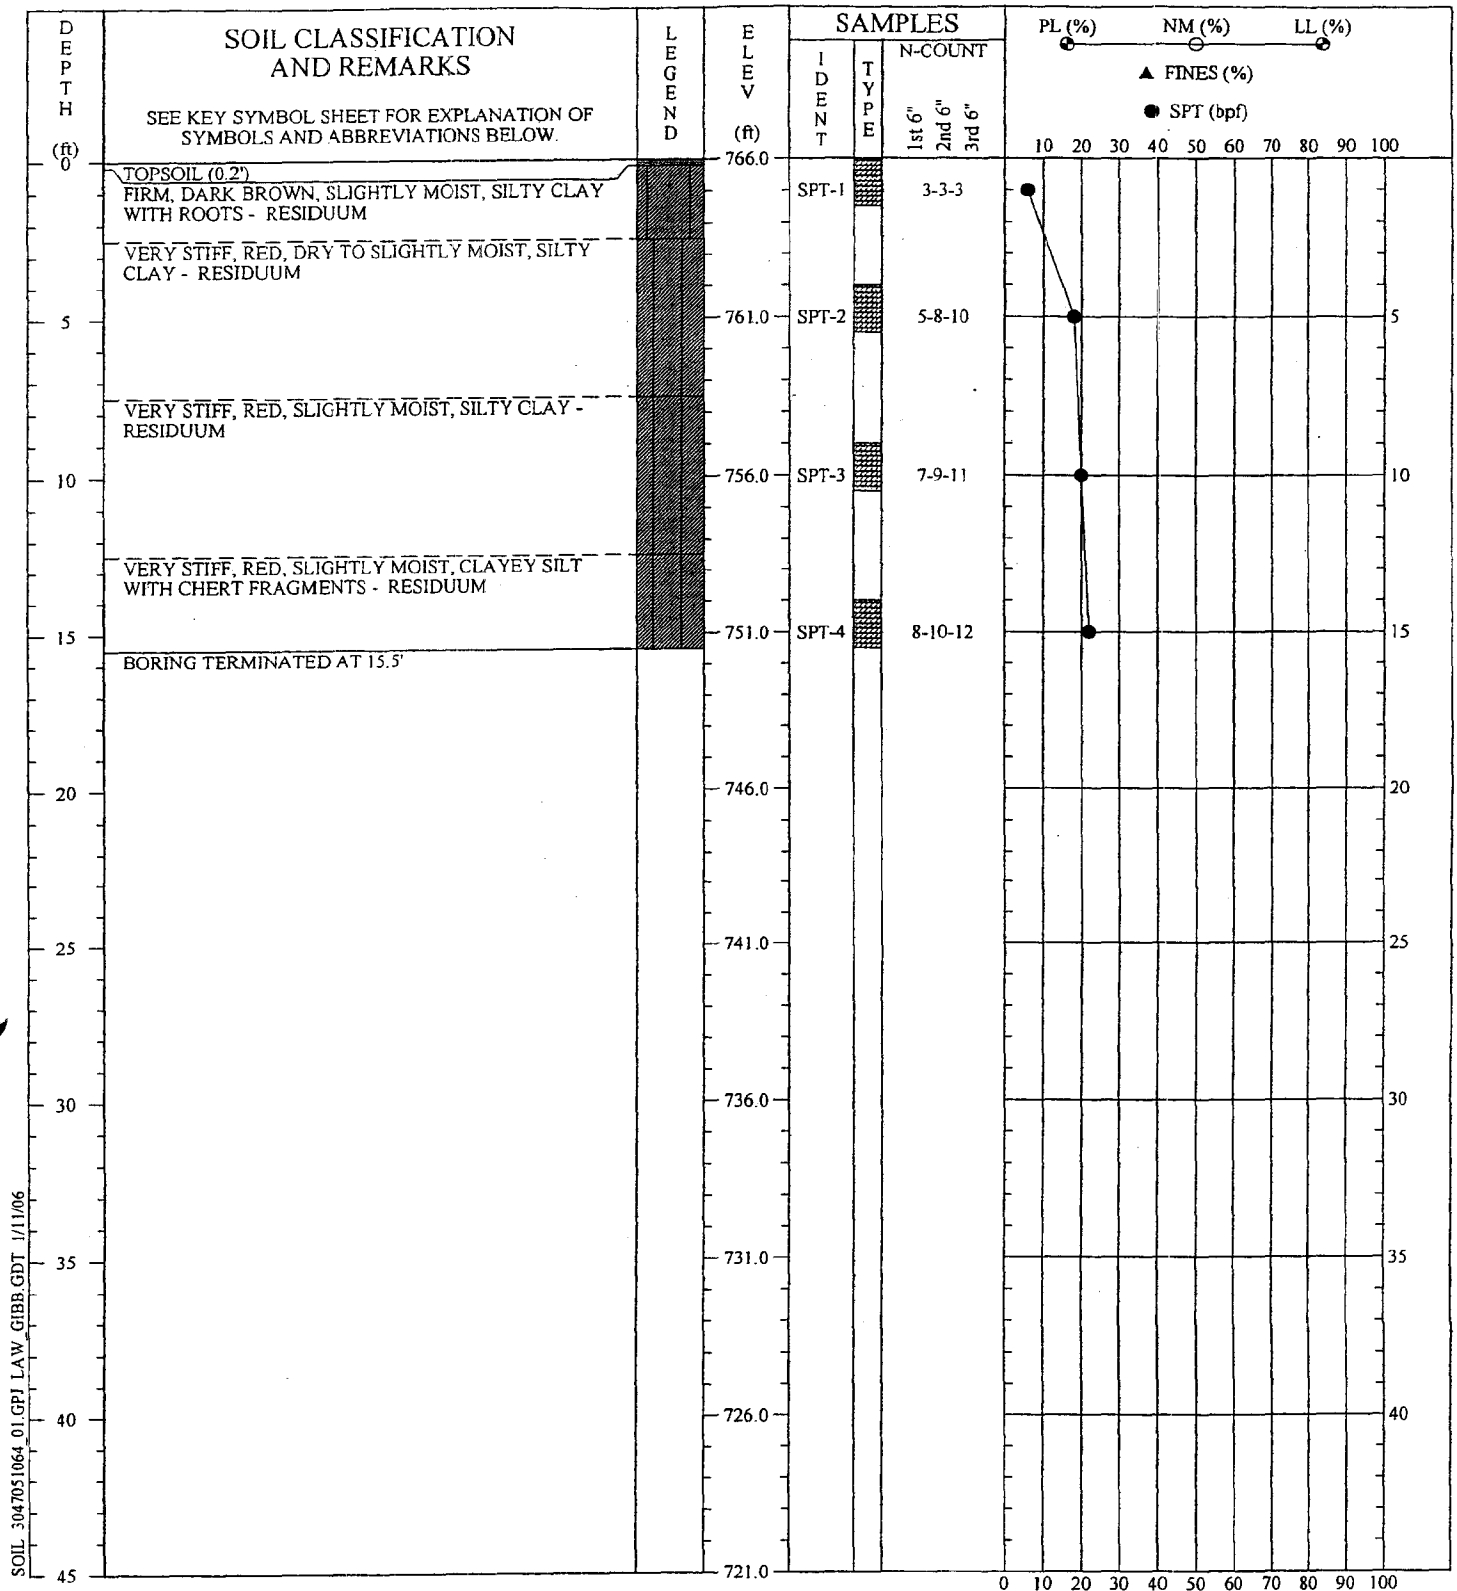 DEPTH
(ft)
SOIL CLASSIFICATION
AND REMARKS
SEE KEY SYMBOL SHEET FOR EXPLANATION OF
SYMBOLS AND ABBREVIATIONS BELOW.
LEGEND
ELEV
(ft)
SAMPLES
IDENT
TYPE
N-COUNT
1st 6"
2nd 6"
3rd 6"
PL (%) NM (%) LL (%)
▲ FINES (%)
● SPT (bpf)
10 20 30 40 50 60 70 80 90 100
0
766.0
TOPSOIL (0.2')
FIRM, DARK BROWN, SLIGHTLY MOIST, SILTY CLAY
WITH ROOTS - RESIDUUM
SPT-1 3-3-3
VERY STIFF, RED, DRY TO SLIGHTLY MOIST, SILTY
CLAY - RESIDUUM
5 761.0 SPT-2 5-8-10 5
VERY STIFF, RED, SLIGHTLY MOIST, SILTY CLAY -
RESIDUUM
10 756.0 SPT-3 7-9-11 10
VERY STIFF, RED, SLIGHTLY MOIST, CLAYEY SILT
WITH CHERT FRAGMENTS - RESIDUUM
15 751.0 SPT-4 8-10-12 15
BORING TERMINATED AT 15.5'
20 746.0 20
25 741.0 25
30 736.0 30
35 731.0 35
40 726.0 40
45 721.0
0 10 20 30 40 50 60 70 80 90 100
SOIL 3047051064_01.GPJ LAW_GIBB.GDT 1/11/06